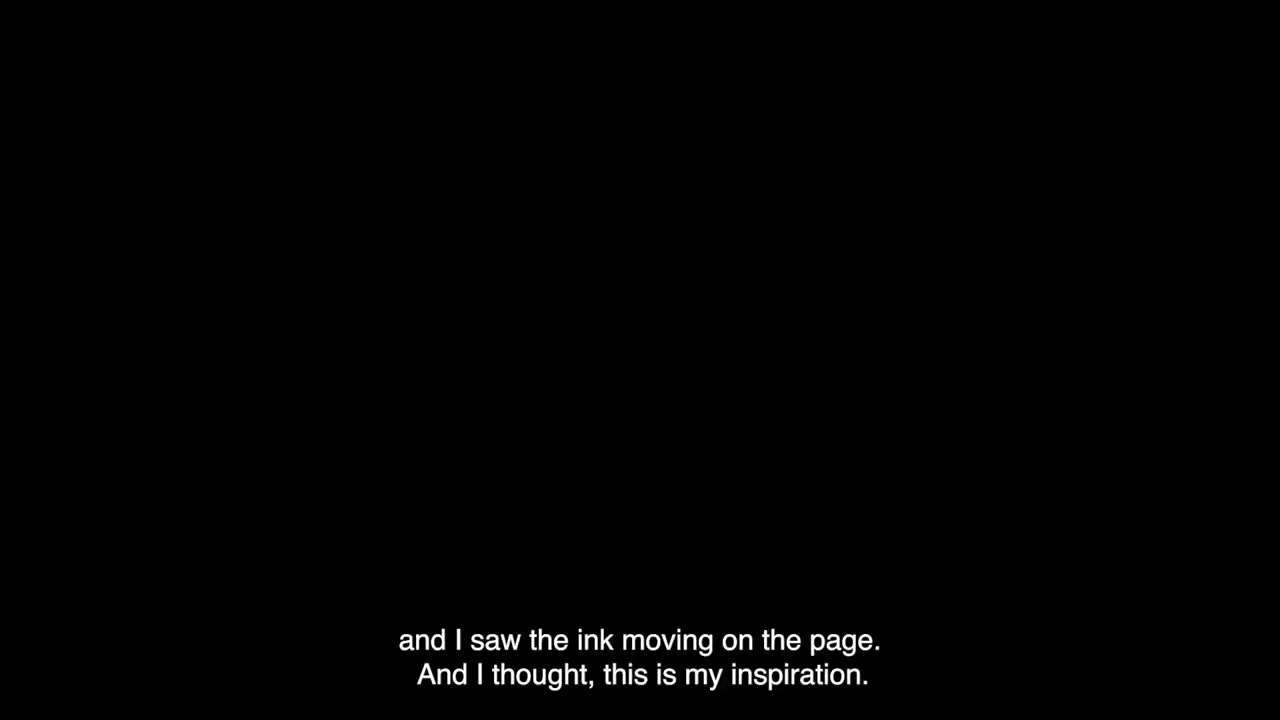 and I saw the ink moving on the page.
And I thought, this is my inspiration.